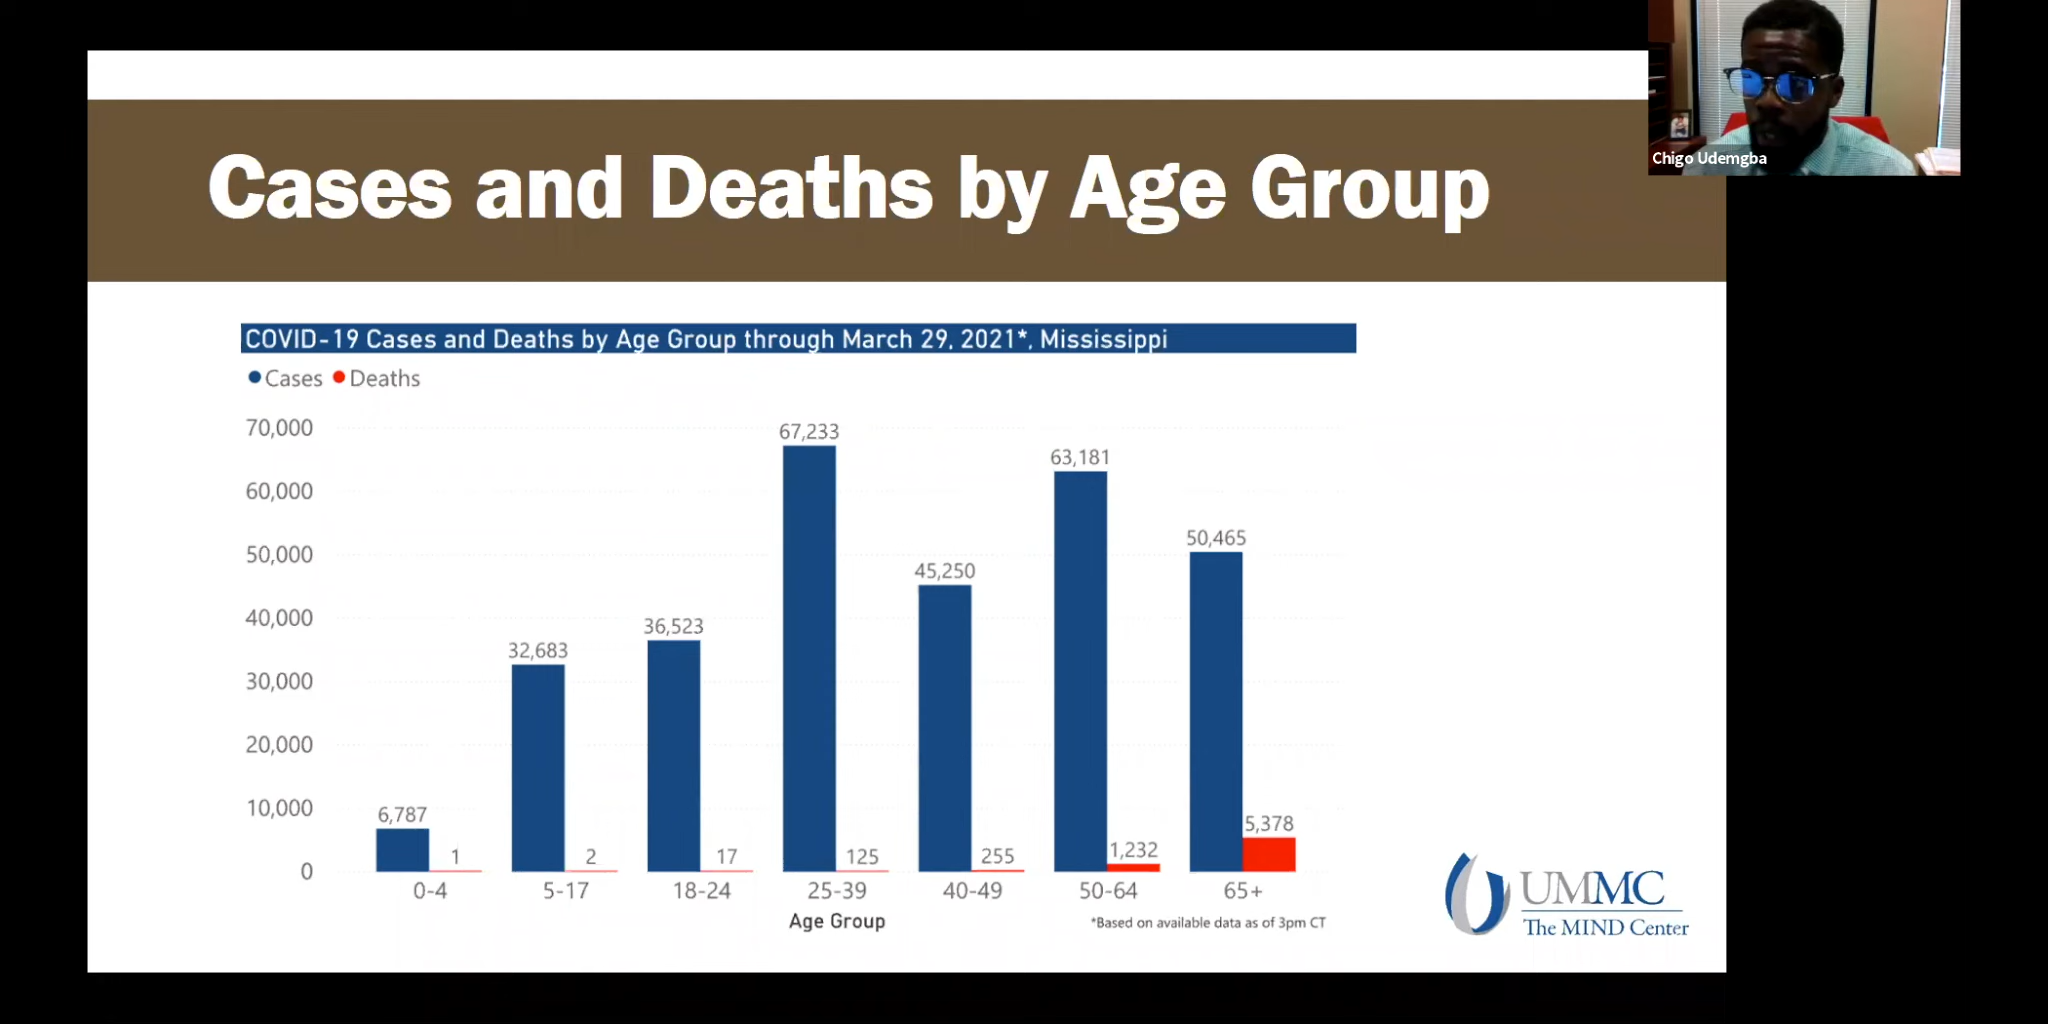 Chigo Udemgba
Cases and Deaths by Age Group
COVID-19 Cases and Deaths by Age Group through March 29, 2021*, Mississippi
Cases Deaths
70,000
60,000
50,000
40,000
30,000
20,000
10,000
0
6,787
1
32,683
2
36,523
17
67,233
125
45,250
255
63,181
1,232
50,465
5,378
0-4 5-17 18-24 25-39 40-49 50-64 65+
Age Group
*Based on available data as of 3pm CT
UMMC
The MIND Center